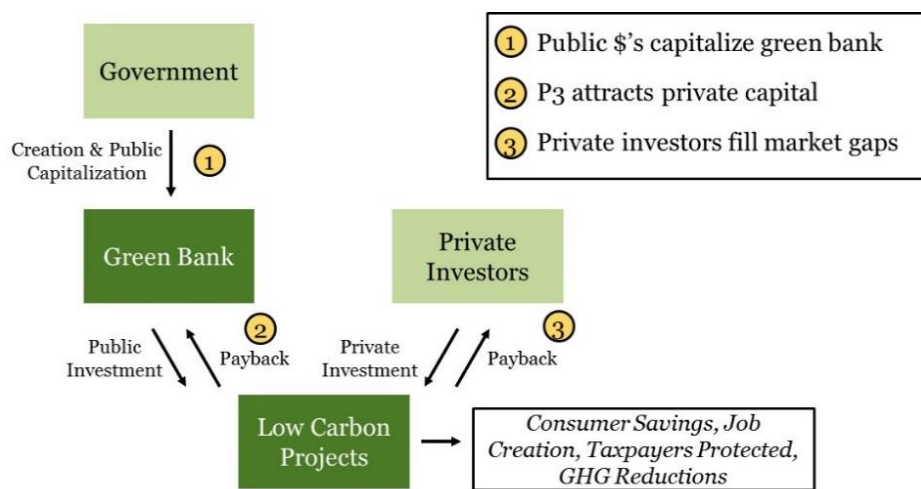 Government
1 Public $'s capitalize green bank
2 P3 attracts private capital
3 Private investors fill market gaps
Creation & Public
Capitalization
1
Green Bank
Private
Investors
Public
Investment
2
Payback
Private
Investment
3
Payback
Low Carbon
Projects
Consumer Savings, Job
Creation, Taxpayers Protected,
GHG Reductions